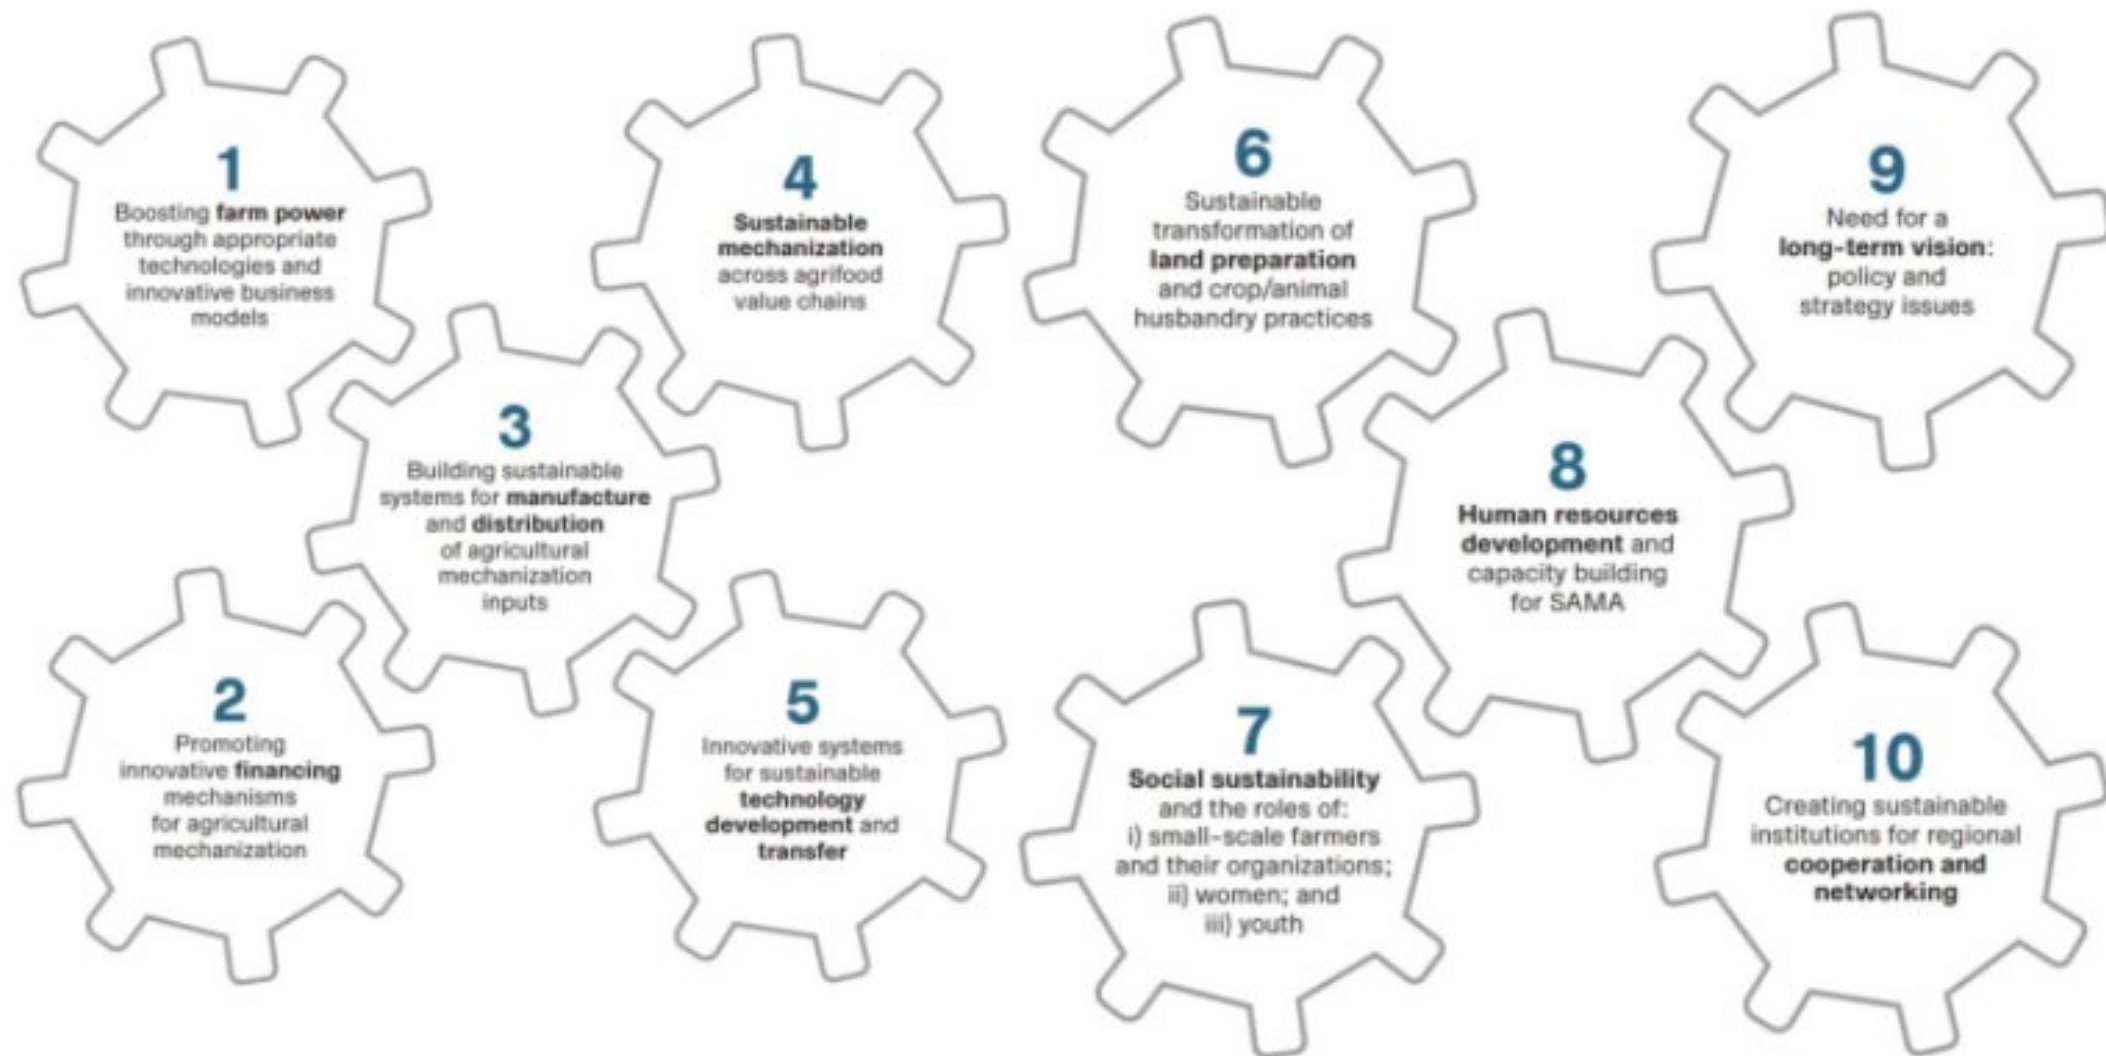 1
Boosting farm power
through appropriate
technologies and
innovative business
models
2
Promoting
innovative financing
mechanisms
for agricultural
mechanization
3
Building sustainable
systems for manufacture
and distribution
of agricultural
mechanization
inputs
4
Sustainable
mechanization
across agrifood
value chains
5
Innovative systems
for sustainable
technology
development and
transfer
6
Sustainable
transformation of
land preparation
and crop/animal
husbandry practices
7
Social sustainability
and the roles of:
i) small-scale farmers
and their organizations;
ii) women; and
iii) youth
8
Human resources
development and
capacity building
for SAMA
9
Need for a
long-term vision:
policy and
strategy issues
10
Creating sustainable
institutions for regional
cooperation and
networking